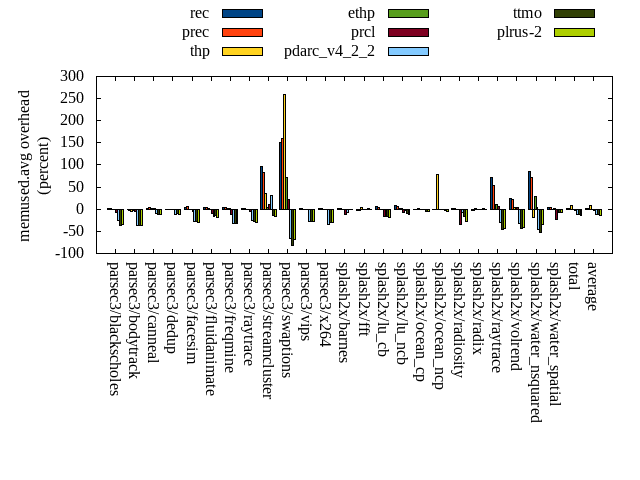 rec
prec
thp
ethp
prcl
pdarc_v4_2_2
ttmo
plrus-2
memused.avg overhead
(percent)
300
250
200
150
100
50
0
-50
-100
parsec3/blackscholes
parsec3/bodytrack
parsec3/canneal
parsec3/dedup
parsec3/facesim
parsec3/fluidanimate
parsec3/freqmine
parsec3/raytrace
parsec3/streamcluster
parsec3/swaptions
parsec3/vips
parsec3/x264
splash2x/barnes
splash2x/fft
splash2x/lu_cb
splash2x/lu_ncb
splash2x/ocean_cp
splash2x/ocean_ncp
splash2x/radiosity
splash2x/radix
splash2x/raytrace
splash2x/volrend
splash2x/water_nsquared
splash2x/water_spatial
total
average